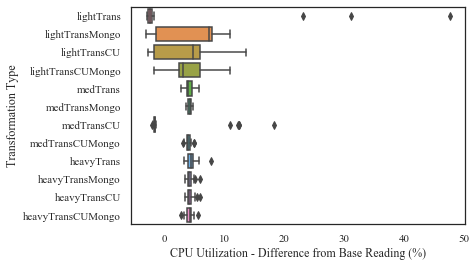 lightTrans
lightTransMongo
lightTransCU
lightTransCUMongo
medTrans
medTransMongo
medTransCU
medTransCUMongo
heavyTrans
heavyTransMongo
heavyTransCU
heavyTransCUMongo
Transformation Type
0 10 20 30 40 50
CPU Utilization - Difference from Base Reading (%)